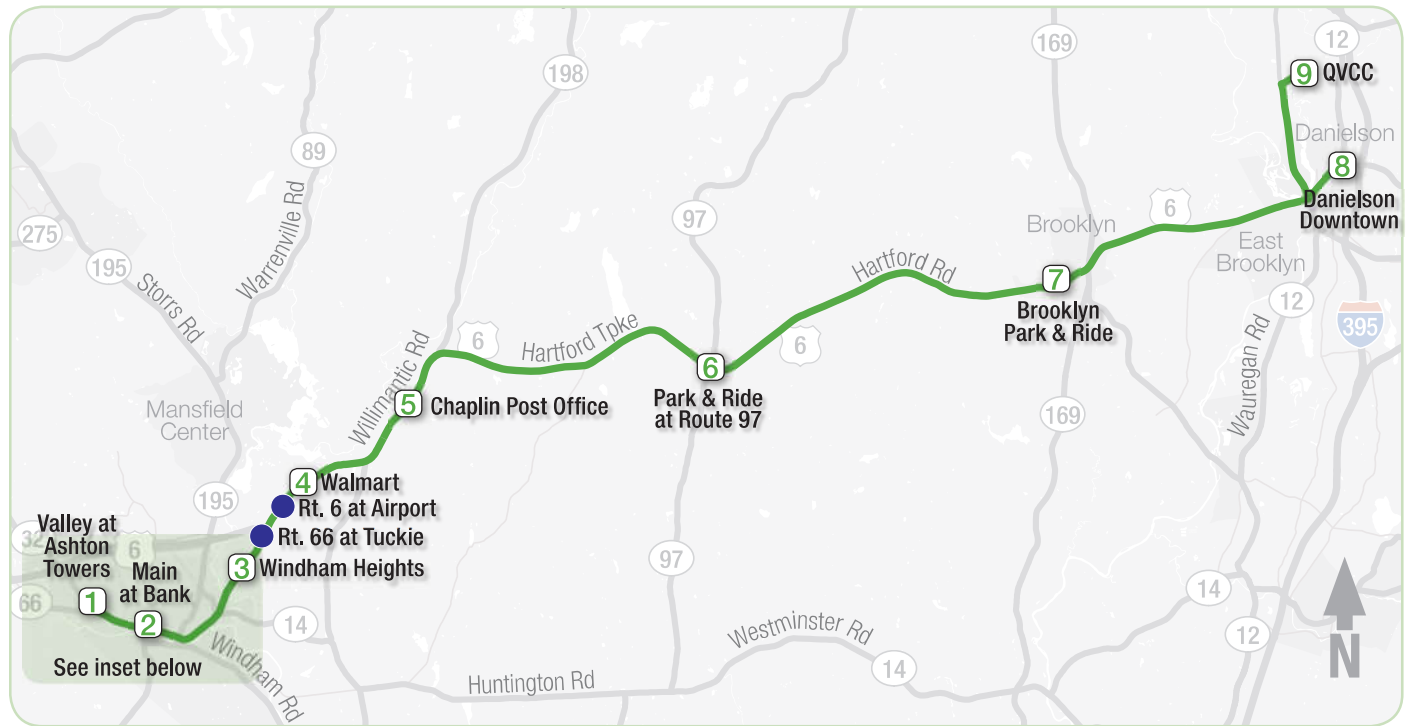 12
169
198
9 QVCC
Danielson
89
8
Danielson
Downtown
Warrenville Rd
97
6
Brooklyn
275
195
Storrs Rd
East
Brooklyn
Hartford Rd
7
Brooklyn
Park & Ride
12
395
Wauregan Rd
6
Hartford Tpke
6
Willimantic Rd
6
Park & Ride
at Route 97
5 Chaplin Post Office
Mansfield
Center
169
4 Walmart
195
Rt. 6 at Airport
Rt. 66 at Tuckie
Valley at
Ashton
Towers
32
6
Main
at Bank
3 Windham Heights
97
1
66
2
14
14
12
See inset below
Windham Rd
Westminster Rd
14
Huntington Rd
N